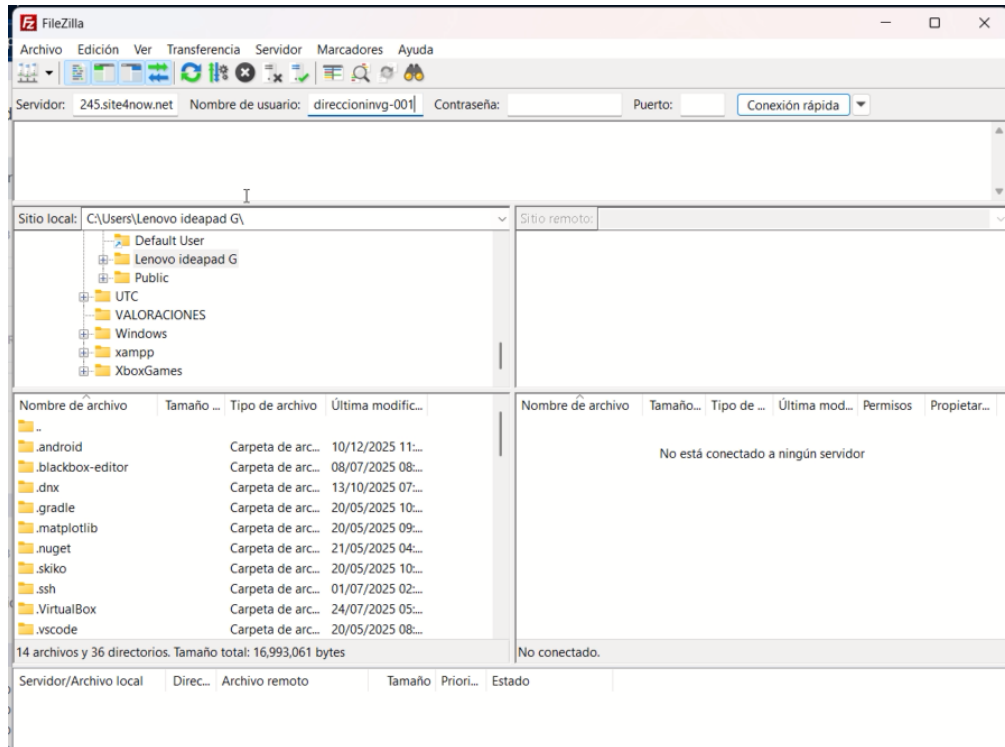 FileZilla
Archivo Edición Ver Transferencia Servidor Marcadores Ayuda
Servidor: 245.site4now.net Nombre de usuario: direccioninvg-001 Contraseña: Puerto: Conexión rápida
Sitio local: C:\Users\Lenovo ideapad G\ Sitio remoto:
Default User
Lenovo ideapad G
Public
UTC
VALORACIONES
Windows
xampp
XboxGames
Nombre de archivo Tamaño ... Tipo de archivo Última modific... Nombre de archivo Tamaño... Tipo de ... Última mod... Permisos Propietar...
..
.android Carpeta de arc... 10/12/2025 11:...
No está conectado a ningún servidor
.blackbox-editor Carpeta de arc... 08/07/2025 08:...
.dnx Carpeta de arc... 13/10/2025 07:...
.gradle Carpeta de arc... 20/05/2025 10:...
.matplotlib Carpeta de arc... 20/05/2025 09:...
.nuget Carpeta de arc... 21/05/2025 04:...
.skiko Carpeta de arc... 20/05/2025 10:...
.ssh Carpeta de arc... 01/07/2025 02:...
.VirtualBox Carpeta de arc... 24/07/2025 05:...
.vscode Carpeta de arc... 20/05/2025 08:...
14 archivos y 36 directorios. Tamaño total: 16,993,061 bytes No conectado.
Servidor/Archivo local Direc... Archivo remoto Tamaño Priori... Estado